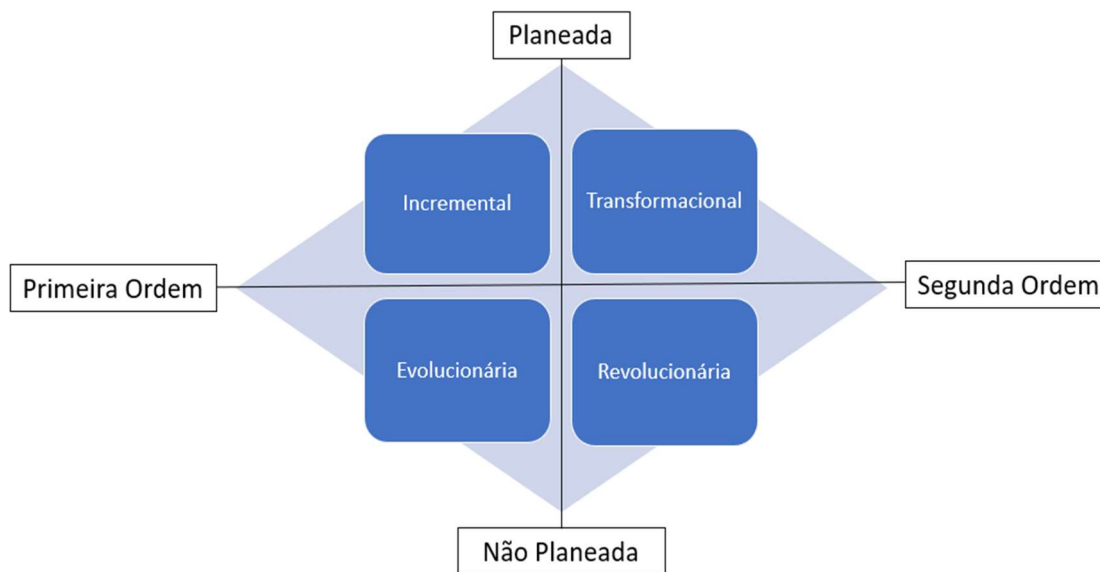 Planeada
Incremental
Transformacional
Primeira Ordem
Segunda Ordem
Evolucionária
Revolucionária
Não Planeada